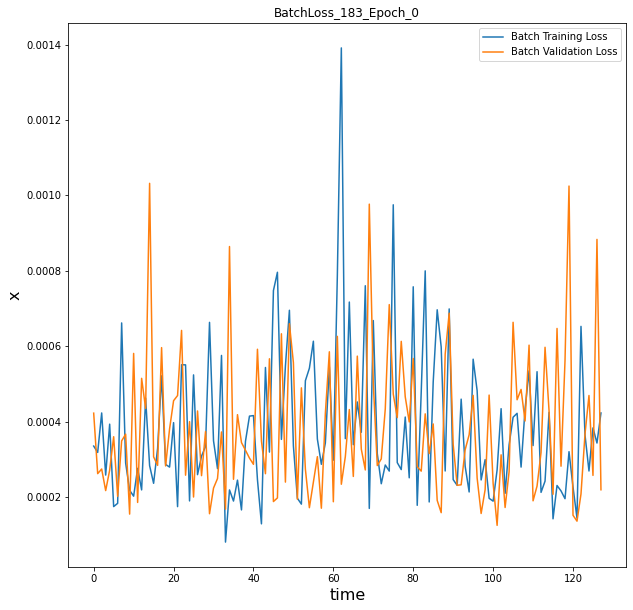 BatchLoss_183_Epoch_0
Batch Training Loss
Batch Validation Loss
0.0014
0.0012
0.0010
0.0008
0.0006
0.0004
0.0002
x
0 20 40 60 80 100 120
time